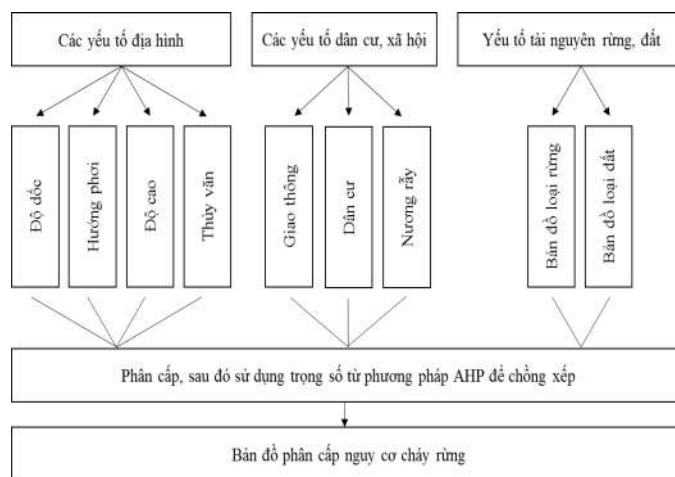 Các yếu tố địa hình
Các yếu tố dân cư, xã hội
Yếu tố tài nguyên rừng, đất
Độ dốc
Hướng phơi
Độ cao
Thủy văn
Giao thông
Dân cư
Nương rẫy
Bản đồ loại rừng
Bản đồ loại đất
Phân cấp, sau đó sử dụng trọng số từ phương pháp AHP để chồng xếp
Bản đồ phân cấp nguy cơ cháy rừng